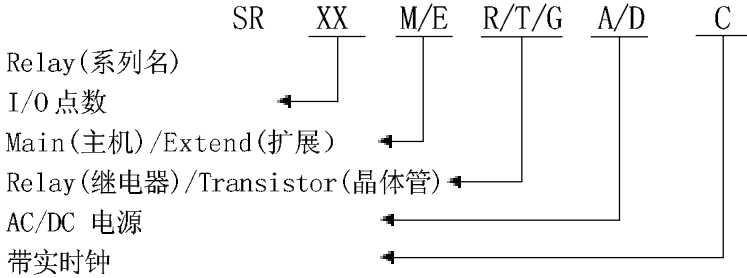 SR XX M/E R/T/G A/D C
Relay(系列名)
I/O点数
Main(主机)/Extend(扩展)
Relay(继电器)/Transistor(晶体管)
AC/DC 电源
带实时钟